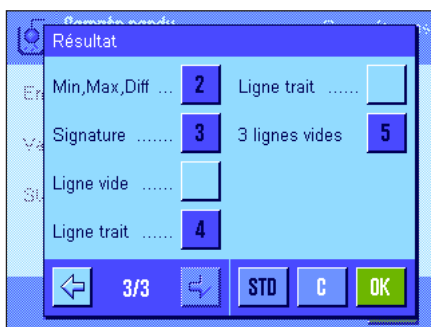 Résultat
Min,Max,Diff ... 2
Signature ....... 3
Ligne vide ......
Ligne trait ...... 4
Ligne trait ......
3 lignes vides 5
3/3 STD C OK